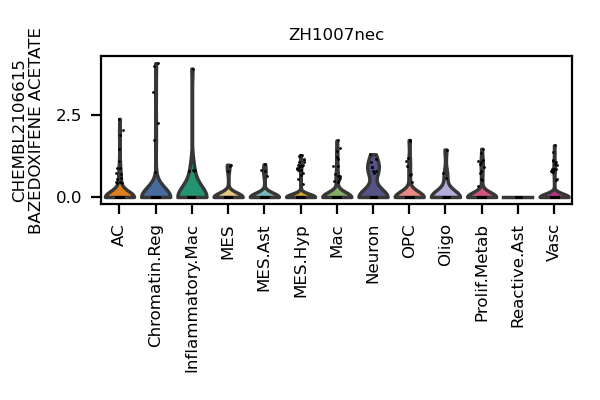 ZH1007nec
CHEMBL2106615
BAZEDOXIFENE ACETATE
2.5
0.0
AC
Chromatin.Reg
Inflammatory.Mac
MES
MES.Ast
MES.Hyp
Mac
Neuron
OPC
Oligo
Prolif.Metab
Reactive.Ast
Vasc